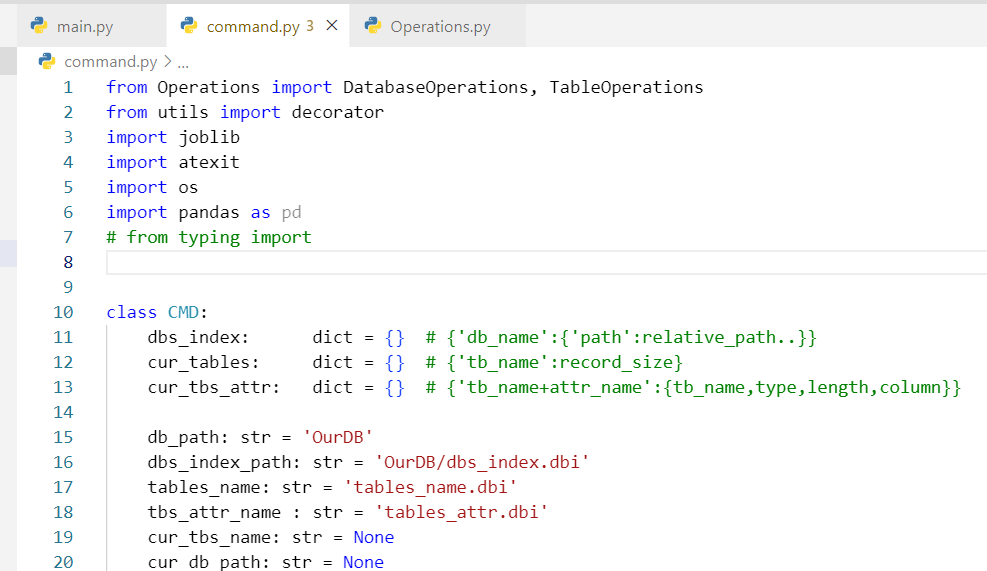 main.py command.py 3 × Operations.py
command.py > ...
1 from Operations import DatabaseOperations, TableOperations
2 from utils import decorator
3 import joblib
4 import atexit
5 import os
6 import pandas as pd
7 # from typing import
8
9
10 class CMD:
11     dbs_index:      dict = {}  # {'db_name':{'path':relative_path..}}
12     cur_tables:     dict = {}  # {'tb_name':record_size}
13     cur_tbs_attr:   dict = {}  # {'tb_name+attr_name':{tb_name,type,length,column}}
14
15     db_path: str = 'OurDB'
16     dbs_index_path: str = 'OurDB/dbs_index.dbi'
17     tables_name: str = 'tables_name.dbi'
18     tbs_attr_name : str = 'tables_attr.dbi'
19     cur_tbs_name: str = None
20     cur_db_path: str = None